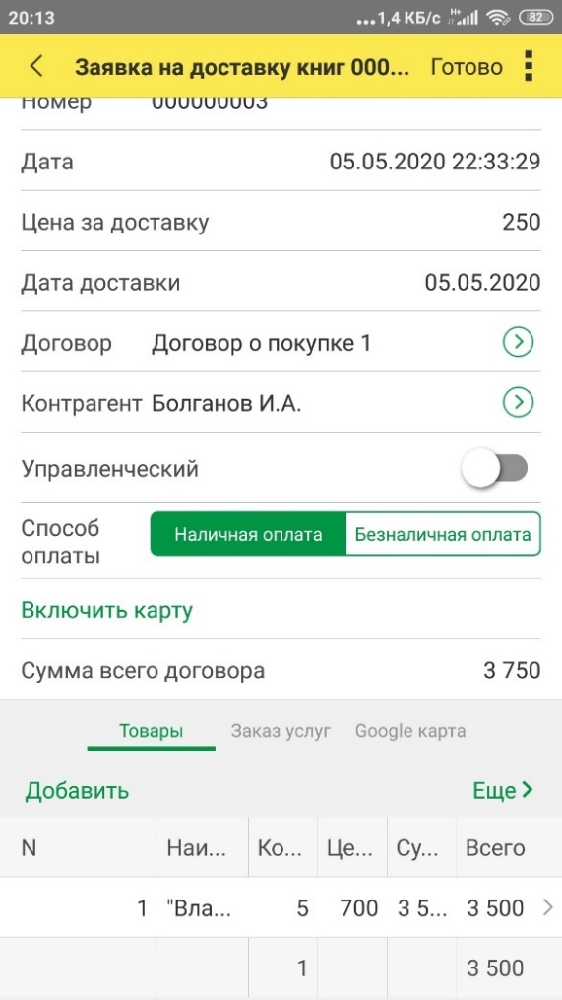 20:13 ...1,4 КБ/с H+ 82
Заявка на доставку книг 000... Готово
Номер 000000003
Дата 05.05.2020 22:33:29
Цена за доставку 250
Дата доставки 05.05.2020
Договор Договор о покупке 1
Контрагент Болганов И.А.
Управленческий
Способ
оплаты
Наличная оплата Безналичная оплата
Включить карту
Сумма всего договора 3 750
Товары Заказ услуг Google карта
Добавить Еще
N Наи... Ко... Це... Су... Всего
1 "Вла... 5 700 3 5... 3 500
1 3 500